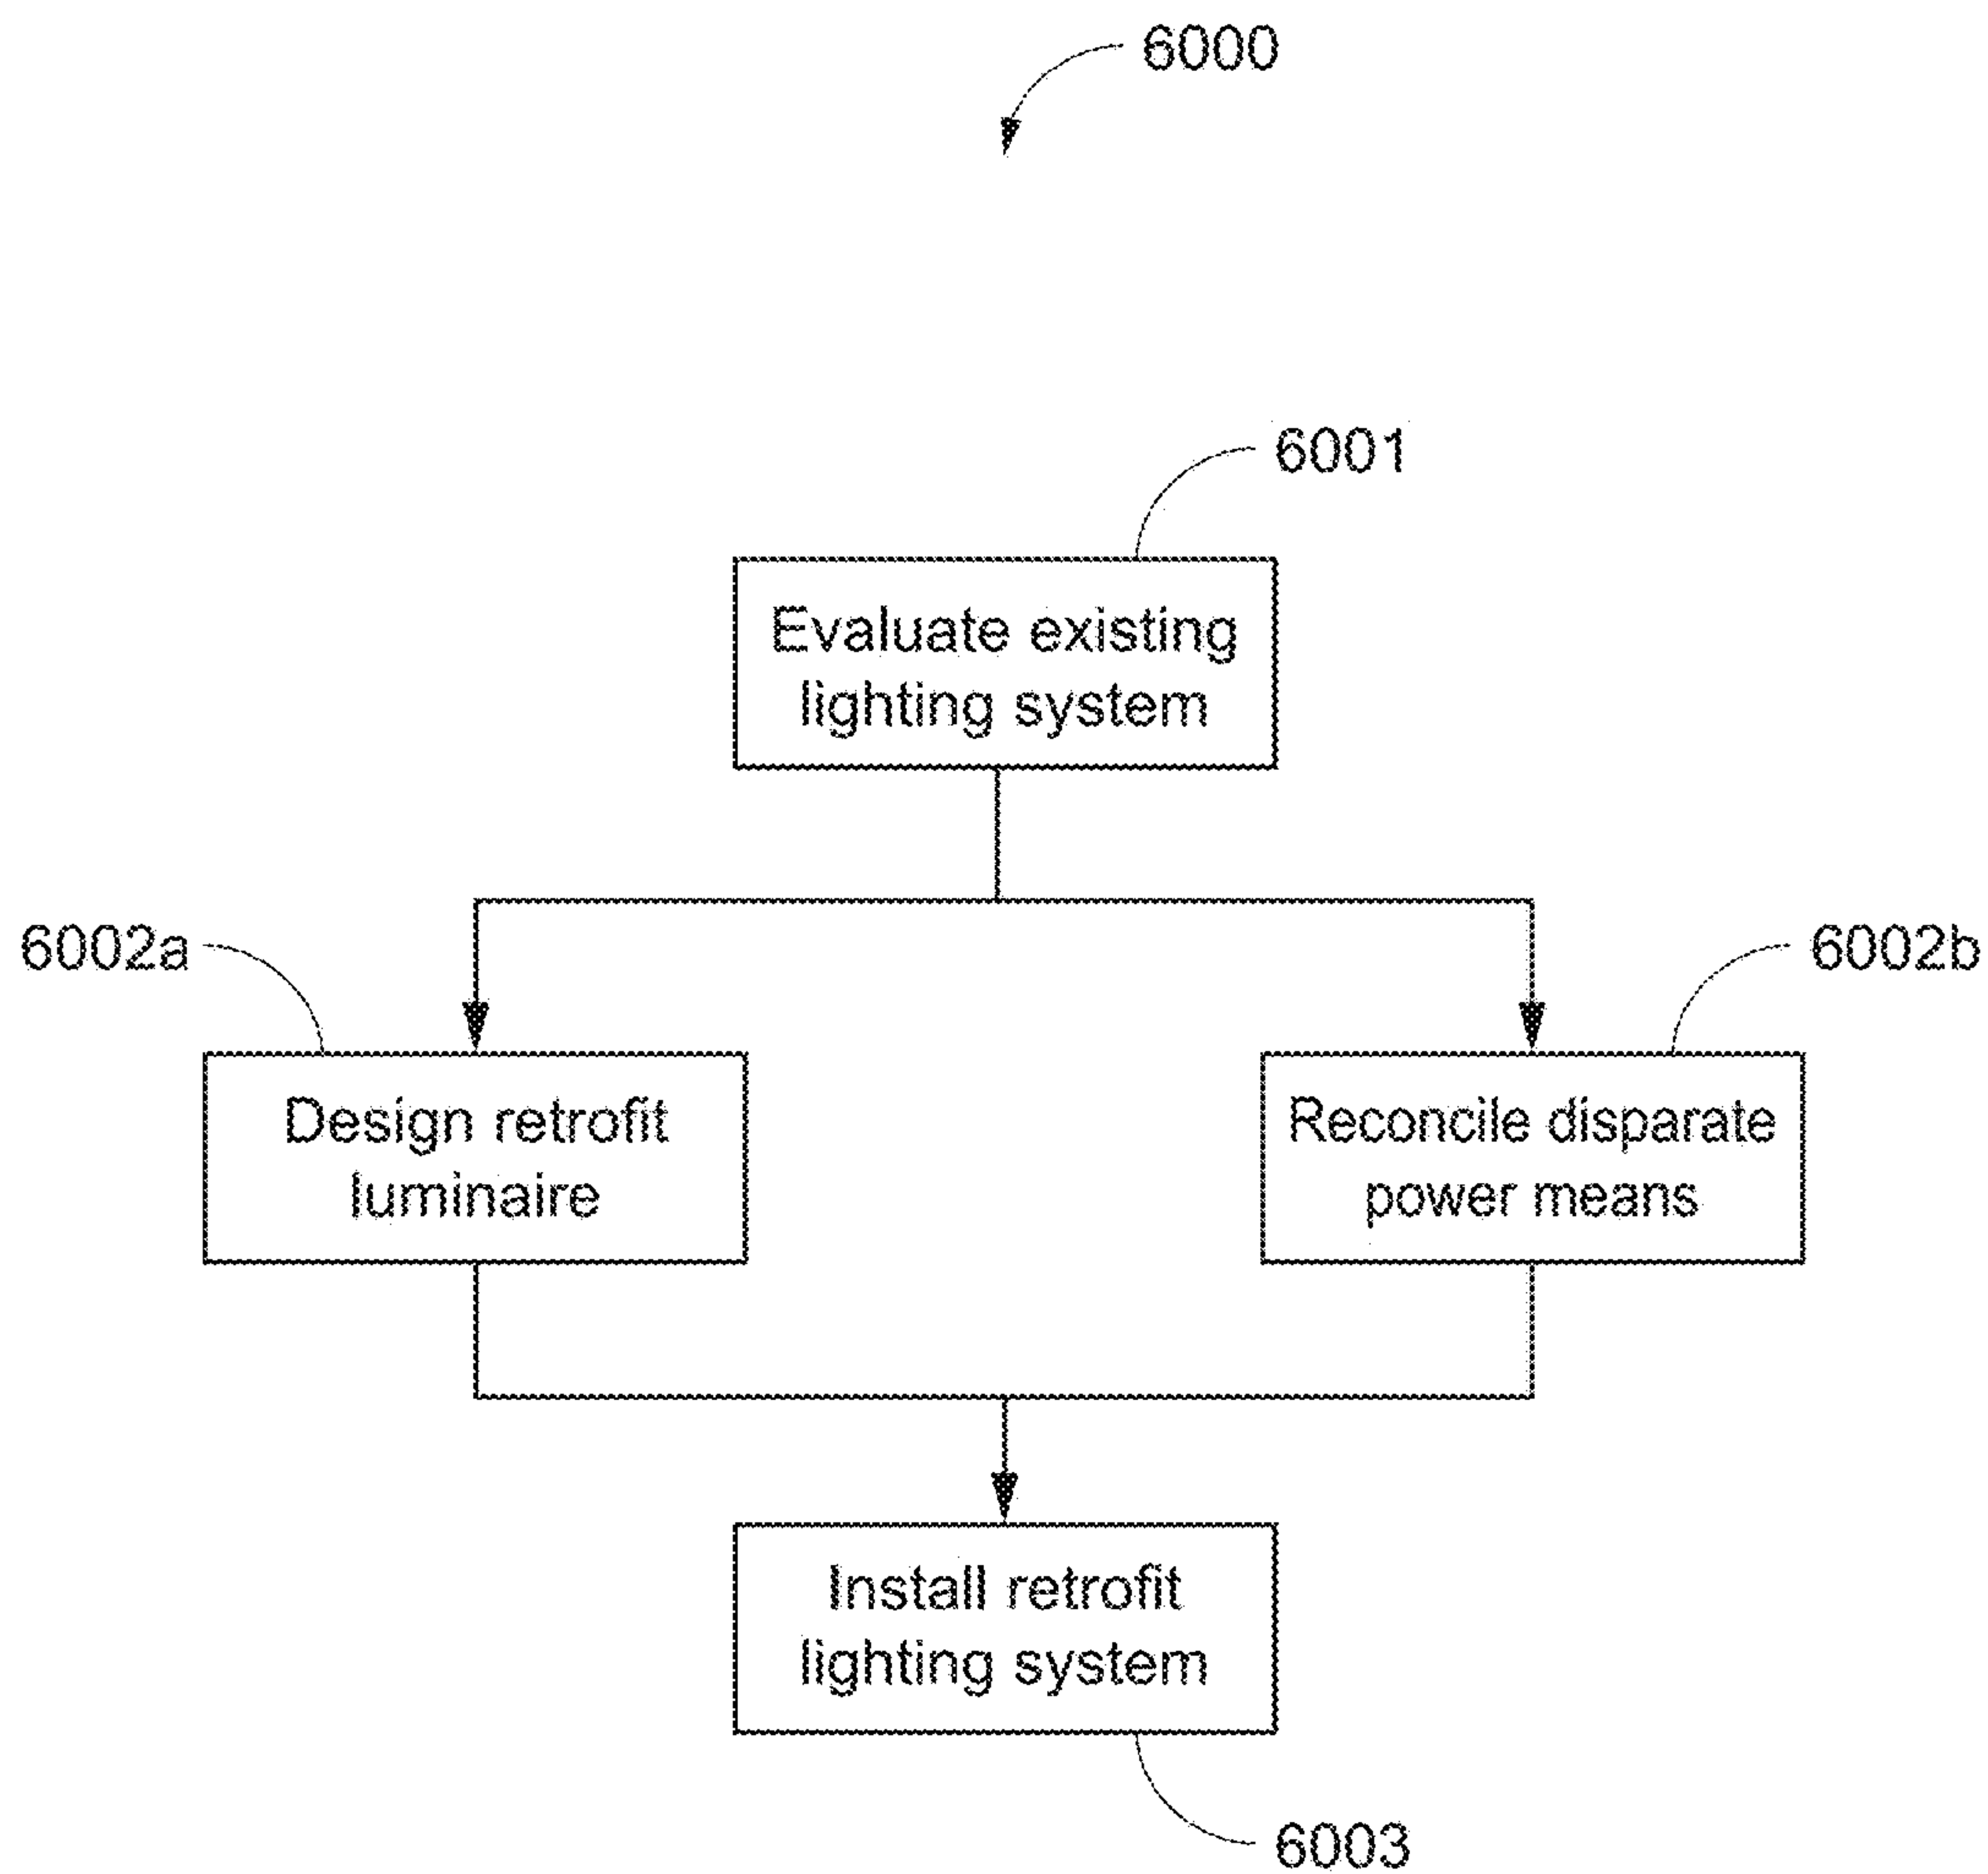 6000
6001
Evaluate existing
lighting system
6002a
6002b
Design retrofit
luminaire
Reconcile disparate
power means
Install retrofit
lighting system
6003